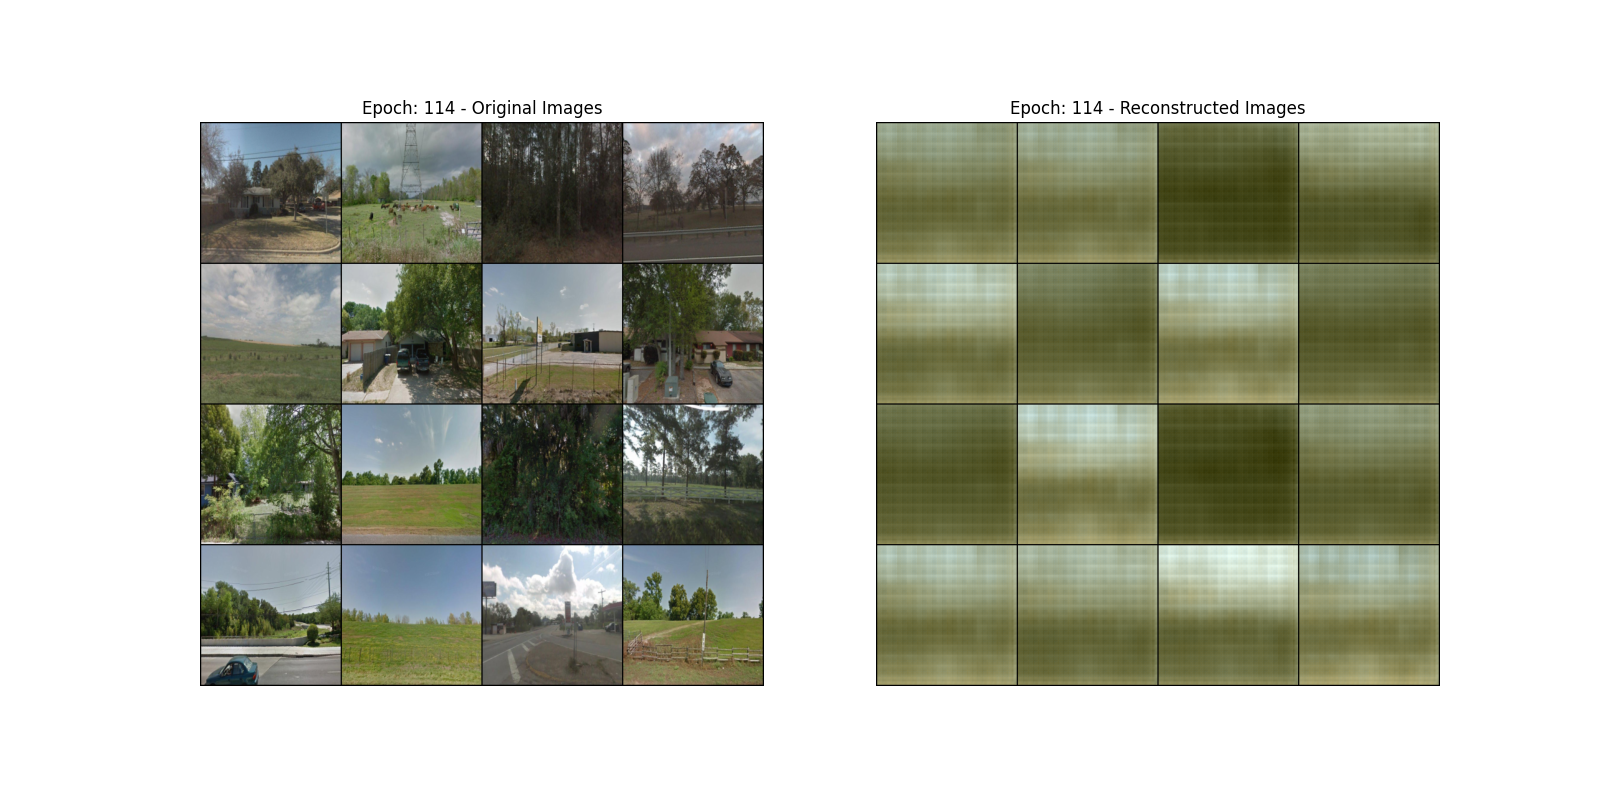 Epoch: 114 - Original Images
Epoch: 114 - Reconstructed Images